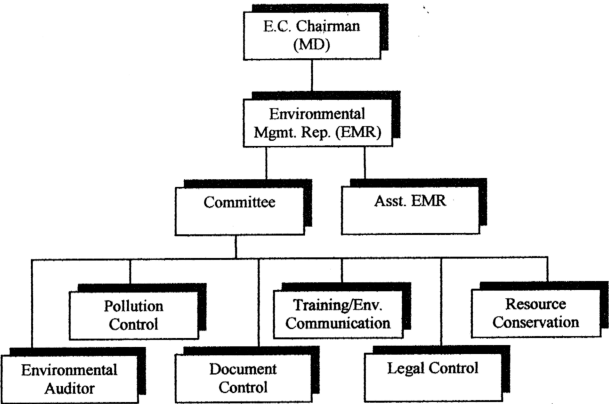 E.C. Chairman
(MD)
Environmental
Mgmt. Rep. (EMR)
Committee
Asst. EMR
Pollution
Control
Training/Env.
Communication
Resource
Conservation
Environmental
Auditor
Document
Control
Legal Control